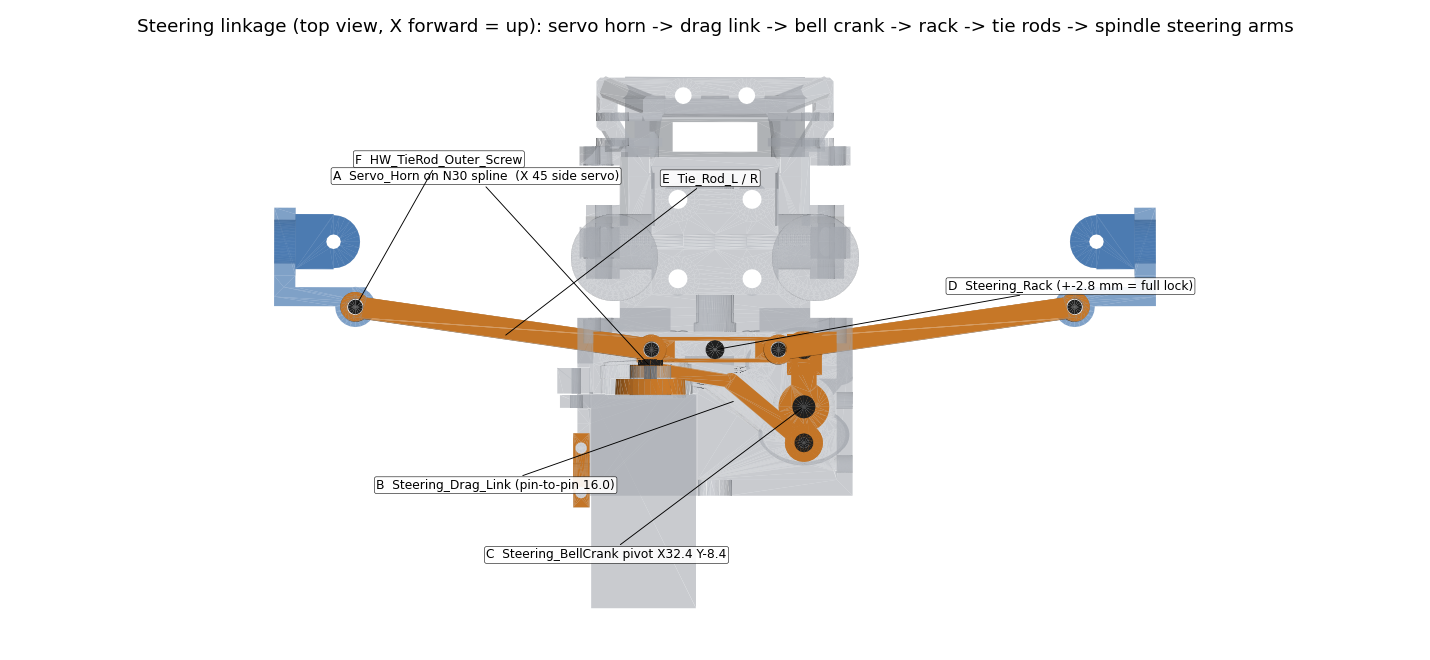 Steering linkage (top view, X forward = up): servo horn -> drag link -> bell crank -> rack -> tie rods -> spindle steering arms
F  HW_TieRod_Outer_Screw
A  Servo_Horn on N30 spline  (X 45 side servo)
E  Tie_Rod_L / R
D  Steering_Rack (+-2.8 mm = full lock)
B  Steering_Drag_Link (pin-to-pin 16.0)
C  Steering_BellCrank pivot X32.4 Y-8.4